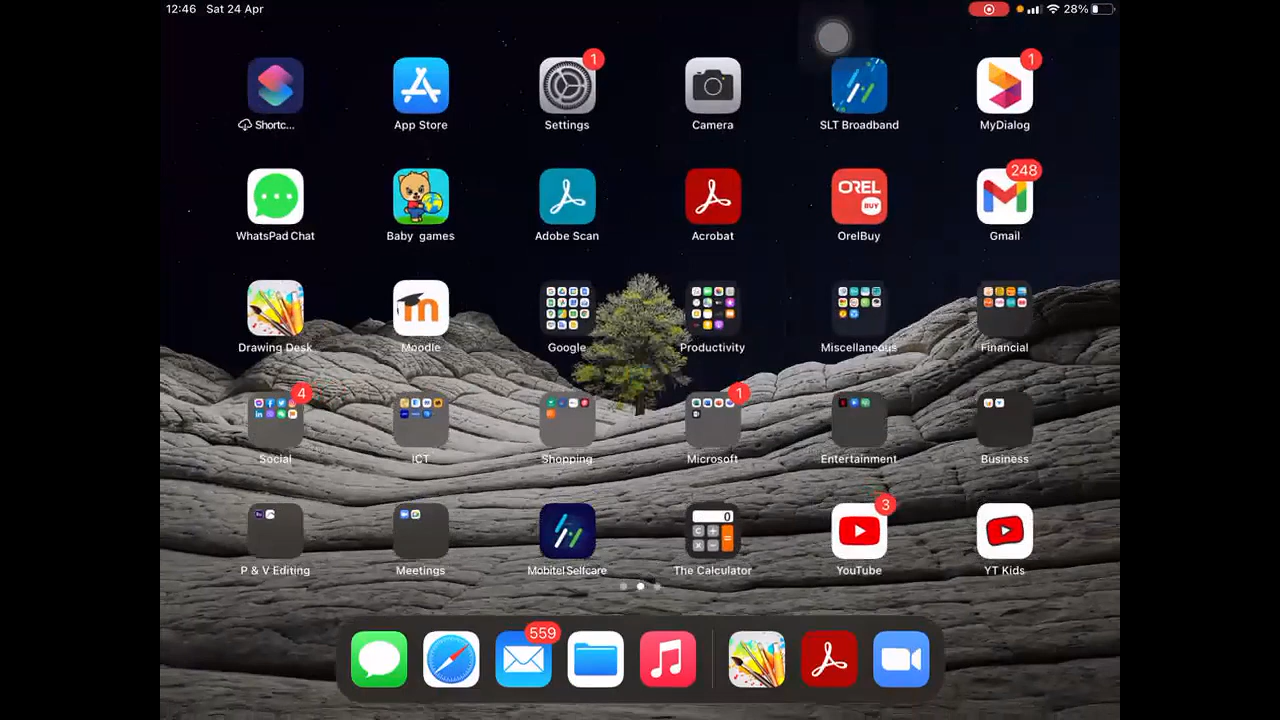 12:46 Sat 24 Apr 28%
1 1
Shortc... App Store Settings Camera SLT Broadband MyDialog
OREL
BUY
248
WhatsPad Chat Baby games Adobe Scan Acrobat OrelBuy Gmail
m
Drawing Desk Moodle Google Productivity Miscellaneous Financial
4 1
Social ICT Shopping Microsoft Entertainment Business
0
3
P & V Editing Meetings Mobitel Selfcare The Calculator YouTube YT Kids
559